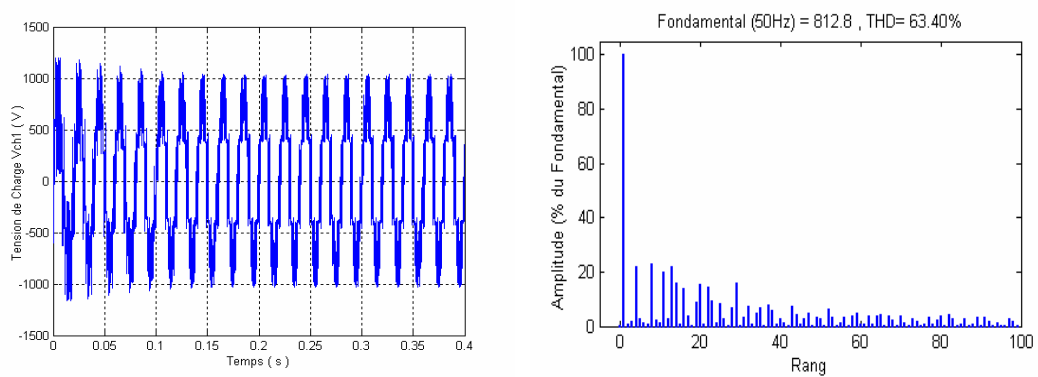 1500
1000
500
0
-500
-1000
-1500
Tension de Charge Vch1 ( V )
0 0.05 0.1 0.15 0.2 0.25 0.3 0.35 0.4
Temps ( s )
Fondamental (50Hz) = 812.8 , THD= 63.40%
100
80
60
40
20
0
Amplitude (% du Fondamental)
0 20 40 60 80 100
Rang